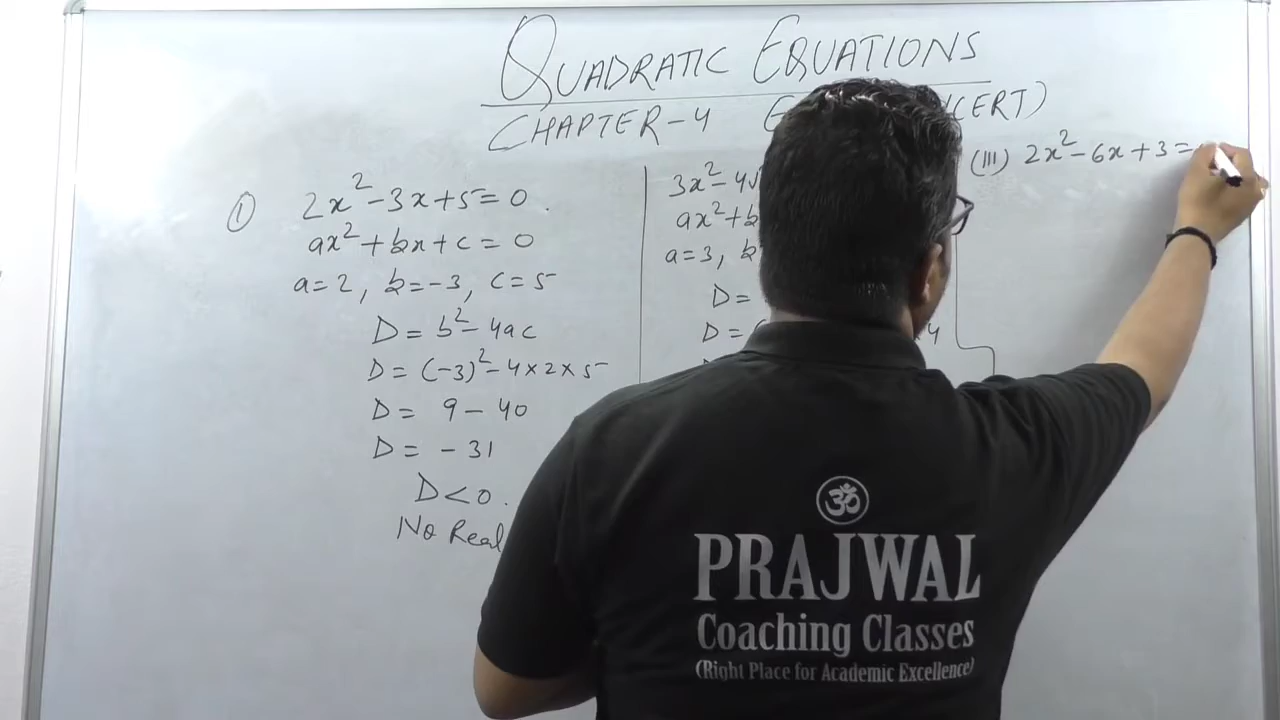 QUADRATIC EQUATIONS
CHAPTER-4 CERT)
① 2x²-3x+5=0.
ax²+bx+c=0
a=2, b=-3, c=5
D=b²-4ac
D=(-3)²-4×2×5
D= 9-40
D= -31
D<0.
No Real
3x²-4√
ax²+b
a=3, b
D=
D=
4
(III) 2x²-6x+3=
ॐ
PRAJWAL
Coaching Classes
(Right Place for Academic Excellence)